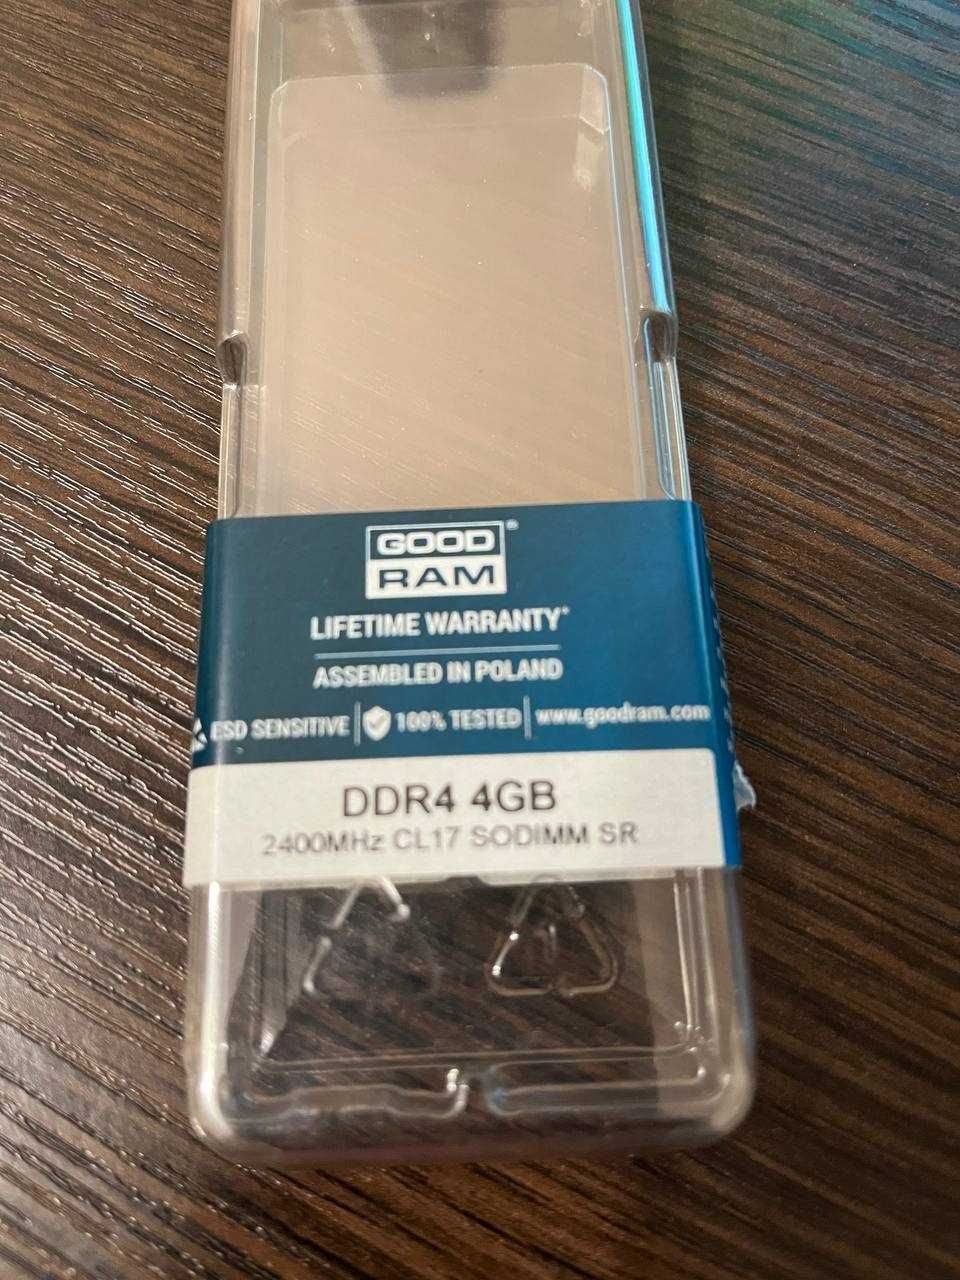 GOOD®
RAM
LIFETIME WARRANTY*
ASSEMBLED IN POLAND
ESD SENSITIVE 100% TESTED www.goodram.com
DDR4 4GB
2400MHz CL17 SODIMM SR
1